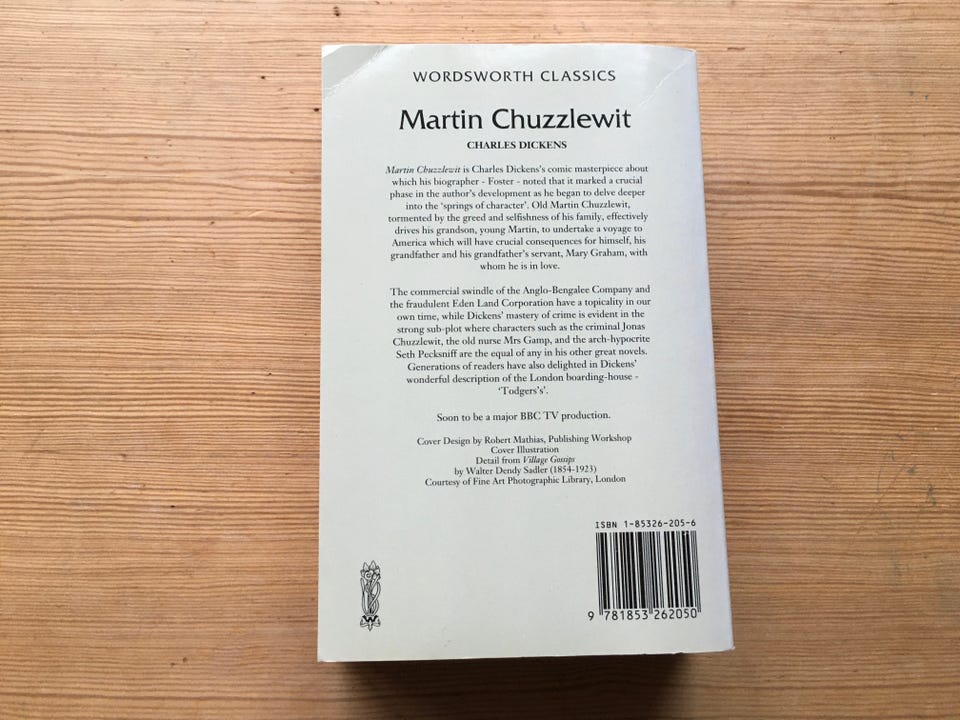 WORDSWORTH CLASSICS
Martin Chuzzlewit
CHARLES DICKENS
Martin Chuzzlewit is Charles Dickens's comic masterpiece about
which his biographer - Foster - noted that it marked a crucial
phase in the author's development as he began to delve deeper
into the 'springs of character'. Old Martin Chuzzlewit,
tormented by the greed and selfishness of his family, effectively
drives his grandson, young Martin, to undertake a voyage to
America which will have crucial consequences for himself, his
grandfather and his grandfather's servant, Mary Graham, with
whom he is in love.
The commercial swindle of the Anglo-Bengalee Company and
the fraudulent Eden Land Corporation have a topicality in our
own time, while Dickens' mastery of crime is evident in the
strong sub-plot where characters such as the criminal Jonas
Chuzzlewit, the old nurse Mrs Gamp, and the arch-hypocrite
Seth Pecksniff are the equal of any in his other great novels.
Generations of readers have also delighted in Dickens'
wonderful description of the London boarding-house -
'Todgers's'.
Soon to be a major BBC TV production.
Cover Design by Robert Mathias, Publishing Workshop
Cover Illustration
Detail from Village Gossips
by Walter Dendy Sadler (1854-1923)
Courtesy of Fine Art Photographic Library, London
ISBN 1-85326-205-6
9 781853 262050
W